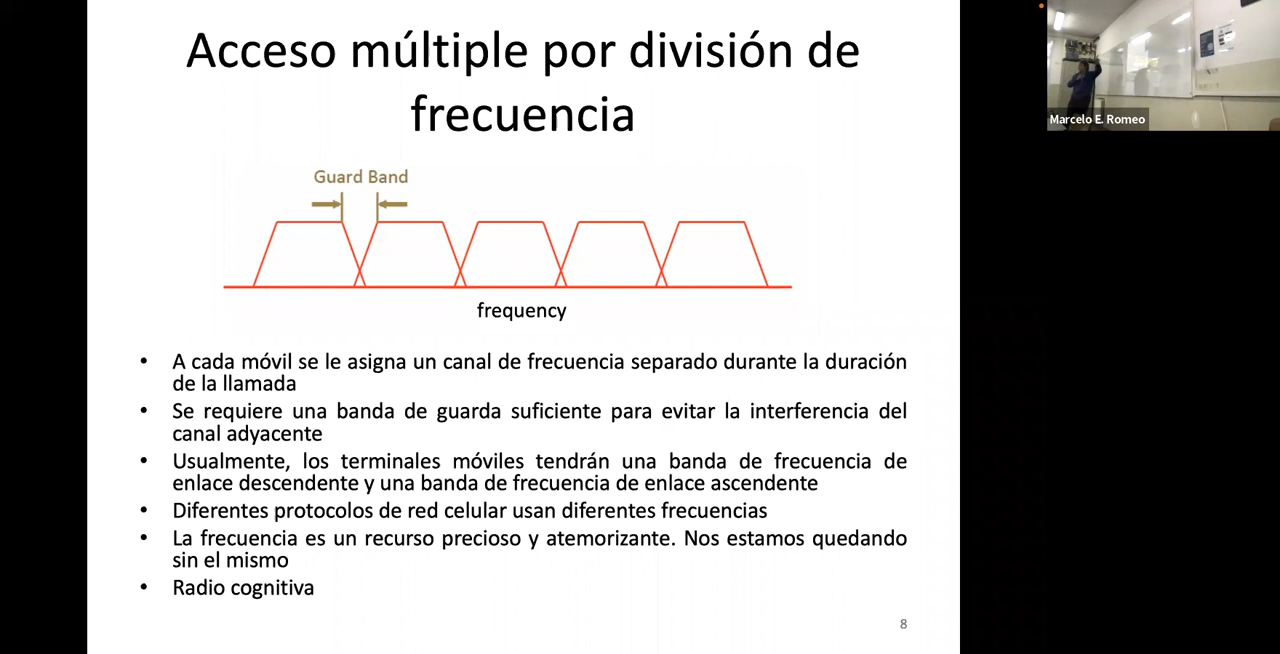 Acceso múltiple por división de
frecuencia
Guard Band
frequency
• A cada móvil se le asigna un canal de frecuencia separado durante la duración
de la llamada
• Se requiere una banda de guarda suficiente para evitar la interferencia del
canal adyacente
• Usualmente, los terminales móviles tendrán una banda de frecuencia de
enlace descendente y una banda de frecuencia de enlace ascendente
• Diferentes protocolos de red celular usan diferentes frecuencias
• La frecuencia es un recurso precioso y atemorizante. Nos estamos quedando
sin el mismo
• Radio cognitiva
8
Marcelo E. Romeo